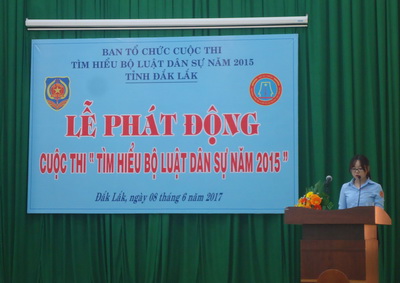 BAN TỔ CHỨC CUỘC THI
TÌM HIỂU BỘ LUẬT DÂN SỰ NĂM 2015
TỈNH ĐẮK LẮK
LỄ PHÁT ĐỘNG
CUỘC THI " TÌM HIỂU BỘ LUẬT DÂN SỰ NĂM 2015 "
Đắk Lắk, ngày 08 tháng 6 năm 2017